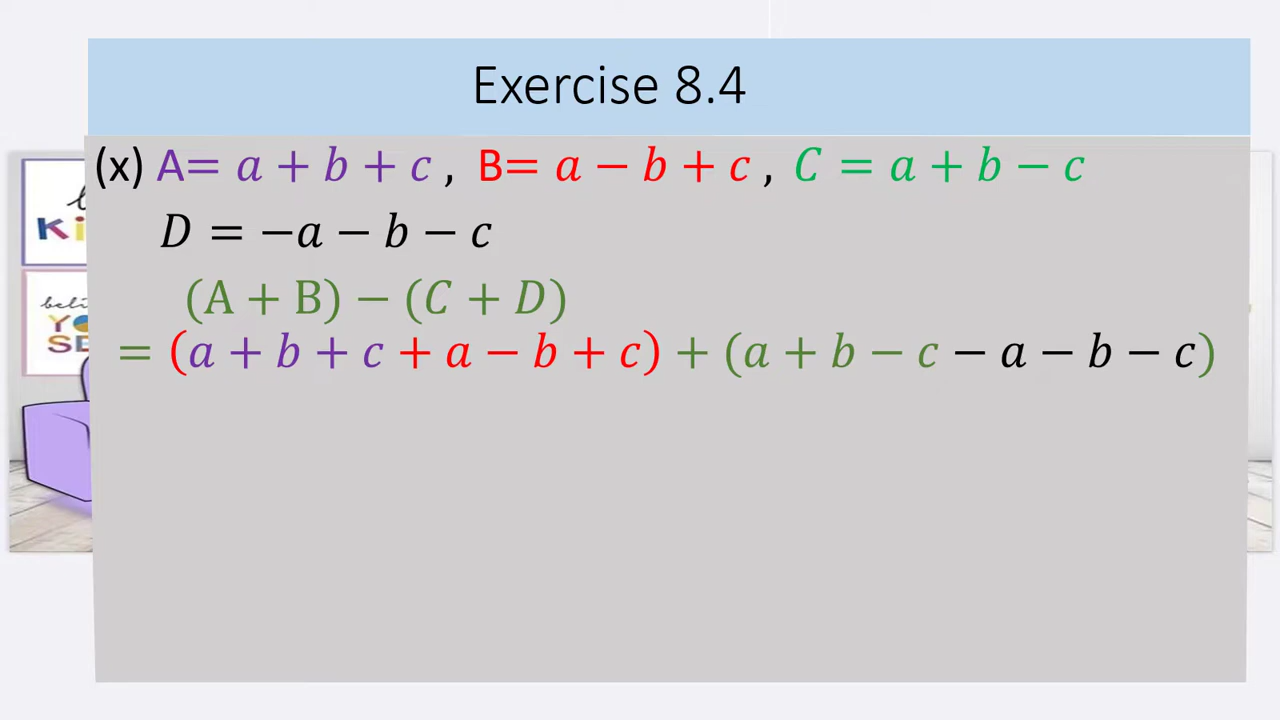 Exercise 8.4
(x) A= a + b + c , B= a − b + c , C = a + b − c
D = −a − b − c
(A + B) − (C + D)
= (a + b + c + a − b + c) + (a + b − c − a − b − c)